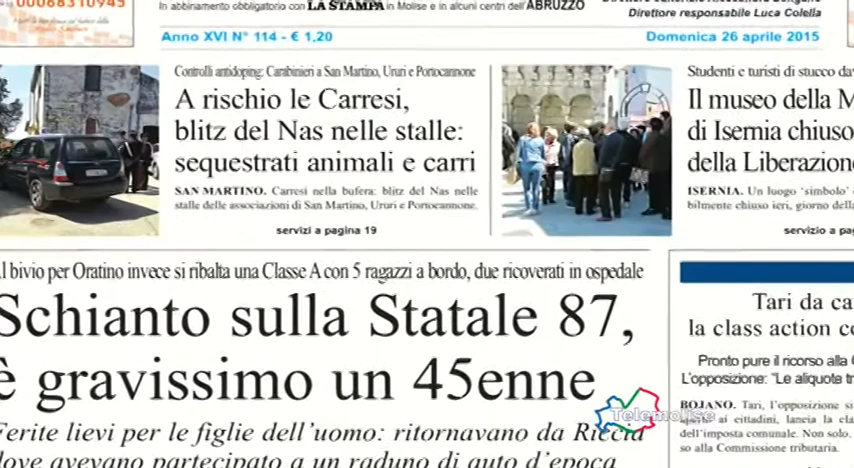 00068310945
In abbinamento obbligatorio con LA STAMPA in Molise e in alcuni centri dell'ABRUZZO
Direttore responsabile Luca Colella
Anno XVI N° 114 - € 1,20
Domenica 26 aprile 2015
Controlli antidoping: Carabinieri a San Martino, Ururi e Portocannone
A rischio le Carresi,
blitz del Nas nelle stalle:
sequestrati animali e carri
SAN MARTINO. Carresi nella bufera: blitz del Nas nelle
stalle delle associazioni di San Martino, Ururi e Portocannone.
servizi a pagina 19
Studenti e turisti di stucco da
Il museo della M
di Isernia chiuso
della Liberazion
ISERNIA. Un luogo 'simbolo'
bilmente chiuso ieri, giorno della
servizio a pa
Al bivio per Oratino invece si ribalta una Classe A con 5 ragazzi a bordo, due ricoverati in ospedale
Schianto sulla Statale 87,
è gravissimo un 45enne
Ferite lievi per le figlie dell'uomo: ritornavano da Riccia
dove avevano partecipato a un raduno di auto d'epoca
Tari da ca
la class action c
Pronto pure il ricorso alla
L'opposizione: "Le aliquote tr
BOJANO. Tari, l'opposizione si
ai cittadini, lancia la cla
dell'imposta comunale. Non solo.
so alla Commissione tributaria.
Telemolise